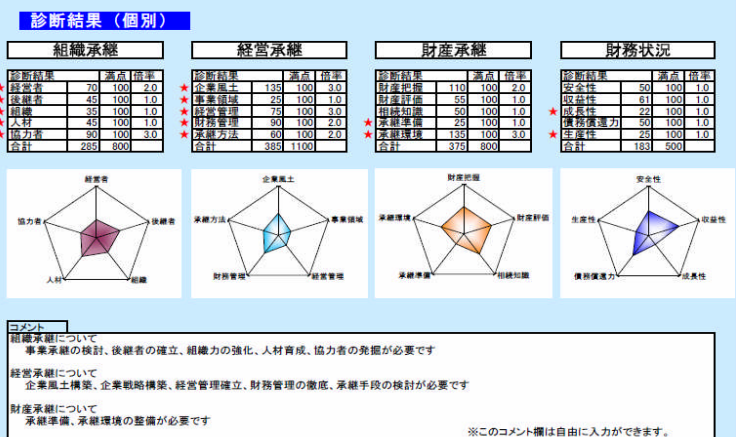 診断結果（個別）
組織承継 経営承継 財産承継 財務状況
診断結果 満点 倍率 診断結果 満点 倍率 診断結果 満点 倍率 診断結果 満点 倍率
★経営者 70 100 2.0 ★企業風土 135 100 3.0 財産把握 110 100 2.0 安全性 50 100 1.0
★後継者 45 100 1.0 ★事業領域 25 100 1.0 財産評価 55 100 1.0 収益性 61 100 1.0
★組織 35 100 1.0 ★経営管理 75 100 3.0 相続知識 50 100 1.0 ★成長性 22 100 1.0
★人材 45 100 1.0 ★財務管理 90 100 2.0 ★承継準備 25 100 1.0 債務償還力 50 100 1.0
★協力者 90 100 3.0 ★承継方法 60 100 2.0 ★承継環境 135 100 3.0 ★生産性 25 100 1.0
合計 285 800 合計 385 1100 合計 375 800 合計 183 500
経営者
協力者 後継者
人材 組織
企業風土
承継方法 事業領域
財務管理 経営管理
財産把握
承継環境 財産評価
承継準備 相続知識
安全性
生産性 収益性
債務償還力 成長性
コメント
組織承継について
事業承継の検討、後継者の確立、組織力の強化、人材育成、協力者の発掘が必要です
経営承継について
企業風土構築、企業戦略構築、経営管理確立、財務管理の徹底、承継手段の検討が必要です
財産承継について
承継準備、承継環境の整備が必要です
※このコメント欄は自由に入力ができます。